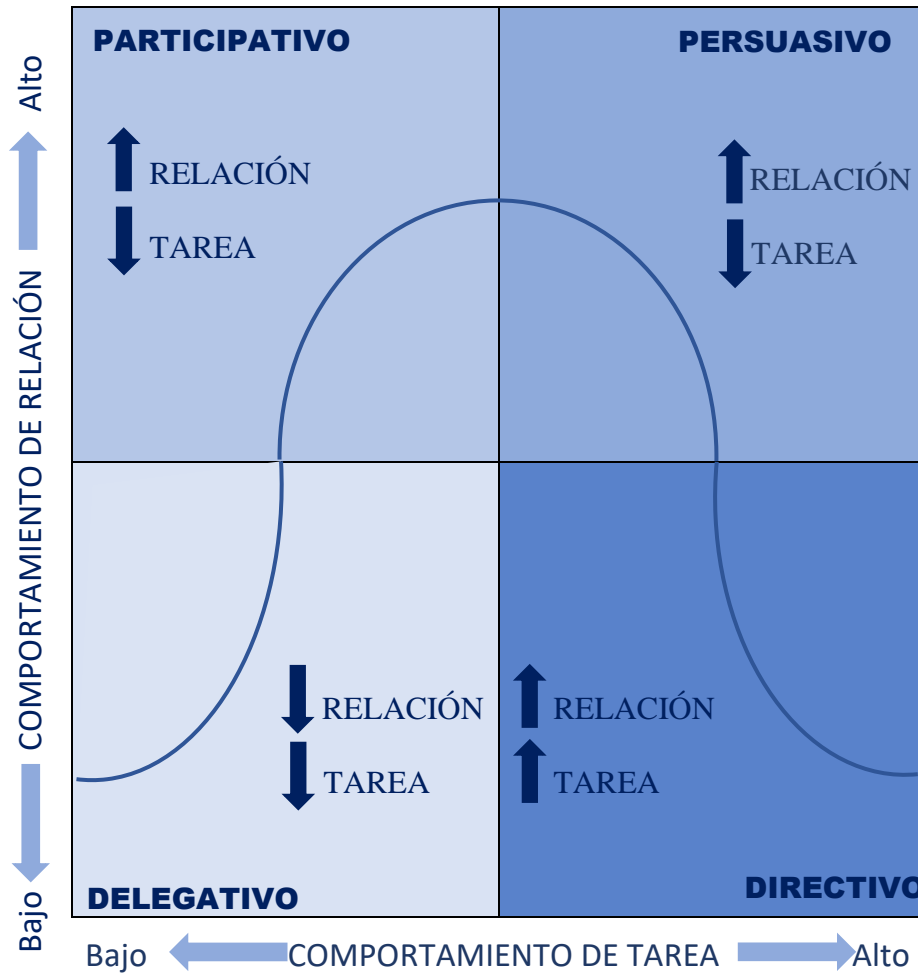 PARTICIPATIVO
PERSUASIVO
RELACIÓN
TAREA
RELACIÓN
TAREA
RELACIÓN
TAREA
RELACIÓN
TAREA
DELEGATIVO
DIRECTIVO
Alto
COMPORTAMIENTO DE RELACIÓN
Bajo
Bajo
COMPORTAMIENTO DE TAREA
Alto